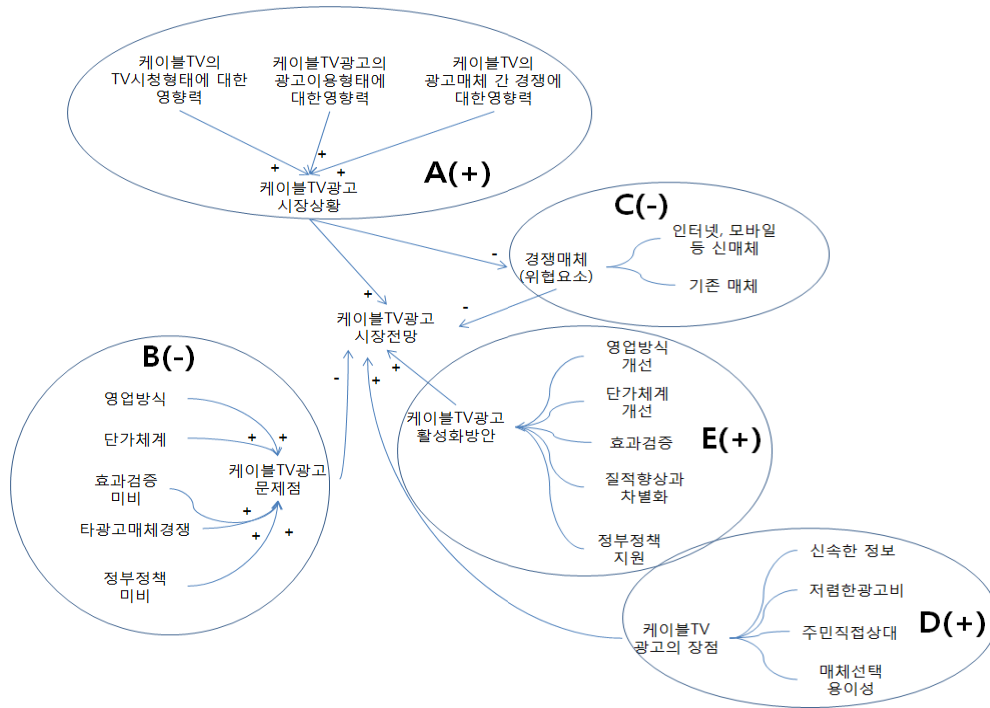 케이블TV의
TV시청형태에 대한
영향력
케이블TV광고의
광고이용형태에
대한영향력
케이블TV의
광고매체 간 경쟁에
대한영향력
+
+
+
A(+)
케이블TV광고
시장상황
C(-)
인터넷, 모바일
등 신매체
기존 매체
경쟁매체
(위협요소)
-
-
+
케이블TV광고
시장전망
-
+
+
B(-)
영업방식
단가체계
효과검증
미비
타광고매체경쟁
정부정책
미비
+
+
+
+
+
케이블TV광고
문제점
영업방식
개선
단가체계
개선
효과검증
질적향상과
차별화
정부정책
지원
케이블TV광고
활성화방안
E(+)
신속한 정보
저렴한광고비
주민직접상대
매체선택
용이성
케이블TV
광고의 장점
D(+)